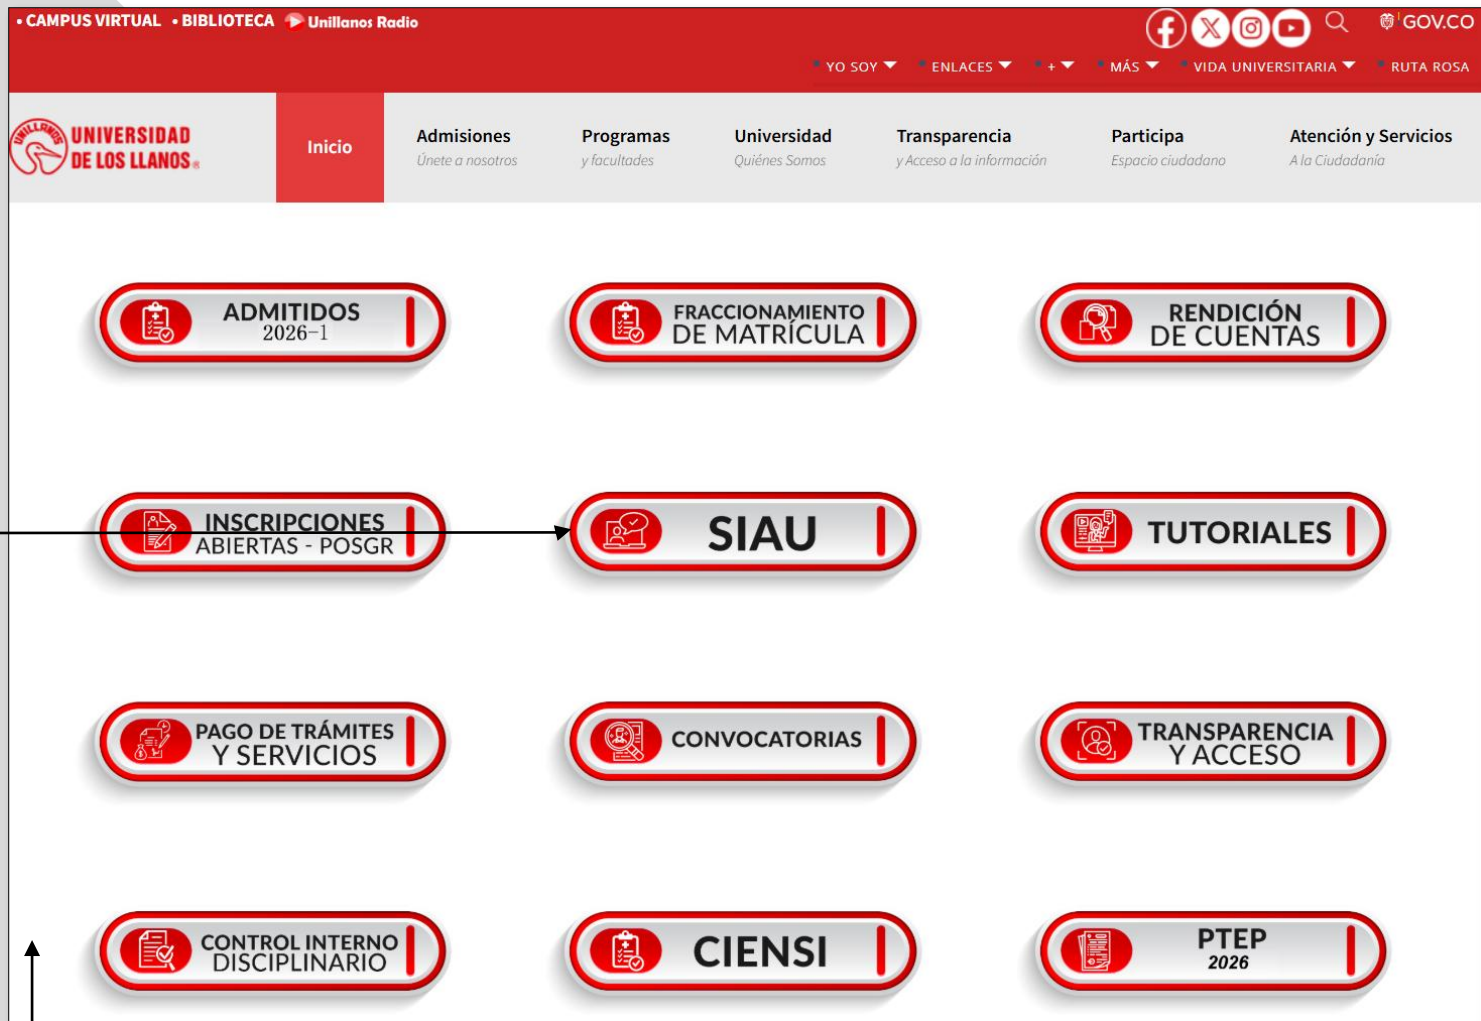 • CAMPUS VIRTUAL • BIBLIOTECA Unillanos Radio
GOV.CO
YO SOY ENLACES + MÁS VIDA UNIVERSITARIA RUTA ROSA
UNILLANOS
UNIVERSIDAD
DE LOS LLANOS
Inicio
Admisiones
Únete a nosotros
Programas
y facultades
Universidad
Quiénes Somos
Transparencia
y Acceso a la información
Participa
Espacio ciudadano
Atención y Servicios
A la Ciudadanía
ADMITIDOS
2026-1
FRACCIONAMIENTO
DE MATRÍCULA
RENDICIÓN
DE CUENTAS
INSCRIPCIONES
ABIERTAS - POSGR
SIAU
TUTORIALES
PAGO DE TRÁMITES
Y SERVICIOS
CONVOCATORIAS
TRANSPARENCIA
Y ACCESO
CONTROL INTERNO
DISCIPLINARIO
CIENSI
PTEP
2026